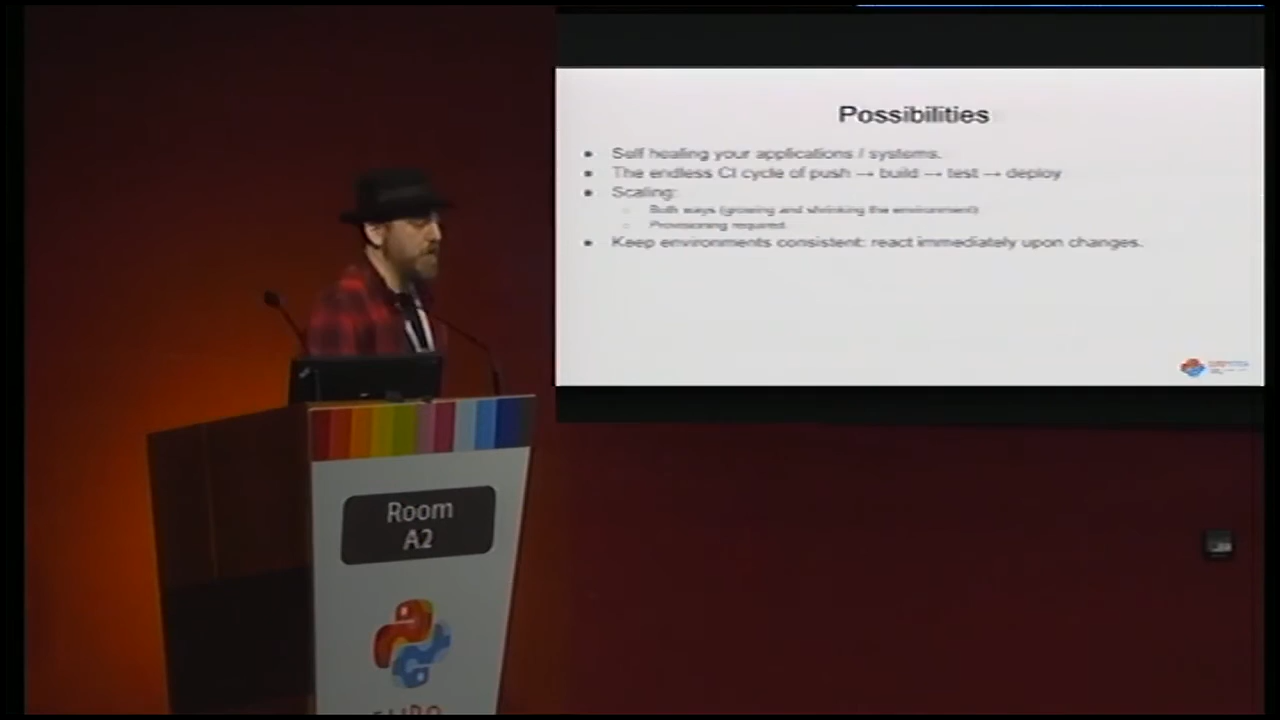 Possibilities
• Self healing your applications / systems.
• The endless CI cycle of push → build → test → deploy
• Scaling:
○ Both ways (growing and shrinking the environment)
○ Provisioning required
• Keep environments consistent: react immediately upon changes.
Room
A2
EURO